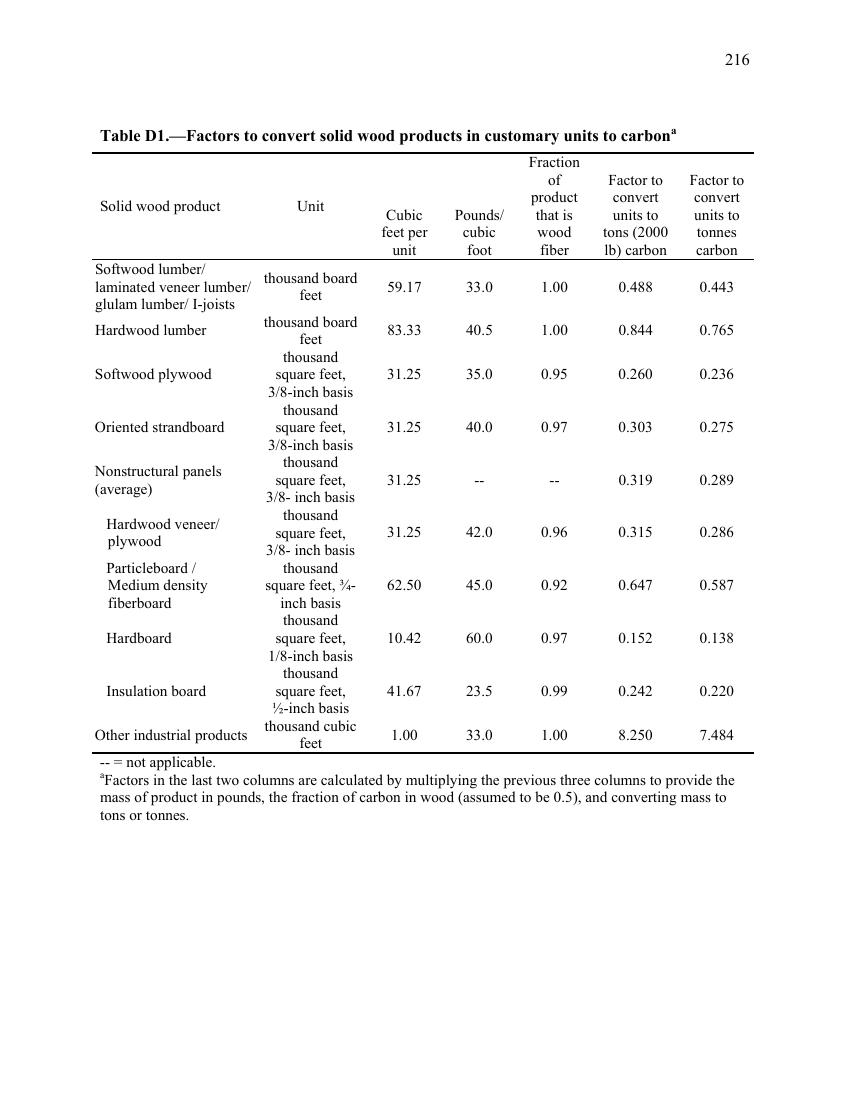 216
Table D1.—Factors to convert solid wood products in customary units to carbonª
Solid wood product Unit Cubic feet per unit Pounds/ cubic foot Fraction of product that is wood fiber Factor to convert units to tons (2000 lb) carbon Factor to convert units to tonnes carbon
Softwood lumber/ laminated veneer lumber/ glulam lumber/ I-joists thousand board feet 59.17 33.0 1.00 0.488 0.443
Hardwood lumber thousand board feet 83.33 40.5 1.00 0.844 0.765
Softwood plywood thousand square feet, 3/8-inch basis 31.25 35.0 0.95 0.260 0.236
Oriented strandboard thousand square feet, 3/8-inch basis 31.25 40.0 0.97 0.303 0.275
Nonstructural panels (average) thousand square feet, 3/8- inch basis 31.25 -- -- 0.319 0.289
Hardwood veneer/ plywood thousand square feet, 3/8- inch basis 31.25 42.0 0.96 0.315 0.286
Particleboard / Medium density fiberboard thousand square feet, ¾- inch basis 62.50 45.0 0.92 0.647 0.587
Hardboard thousand square feet, 1/8-inch basis 10.42 60.0 0.97 0.152 0.138
Insulation board thousand square feet, ½-inch basis 41.67 23.5 0.99 0.242 0.220
Other industrial products thousand cubic feet 1.00 33.0 1.00 8.250 7.484
-- = not applicable.
ªFactors in the last two columns are calculated by multiplying the previous three columns to provide the
mass of product in pounds, the fraction of carbon in wood (assumed to be 0.5), and converting mass to
tons or tonnes.